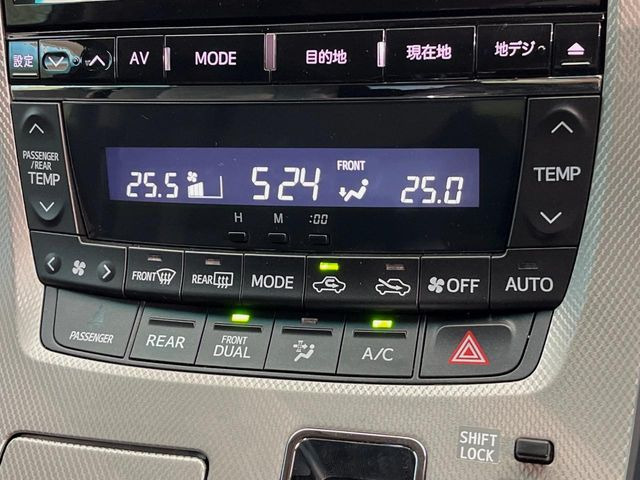 設定 AV MODE 目的地 現在地 地デジ
PASSENGER
/REAR
TEMP
25.5 5:24 FRONT 25.0
TEMP
H M :00
FRONT REAR MODE OFF AUTO
PASSENGER REAR FRONT
DUAL A/C
SHIFT
LOCK